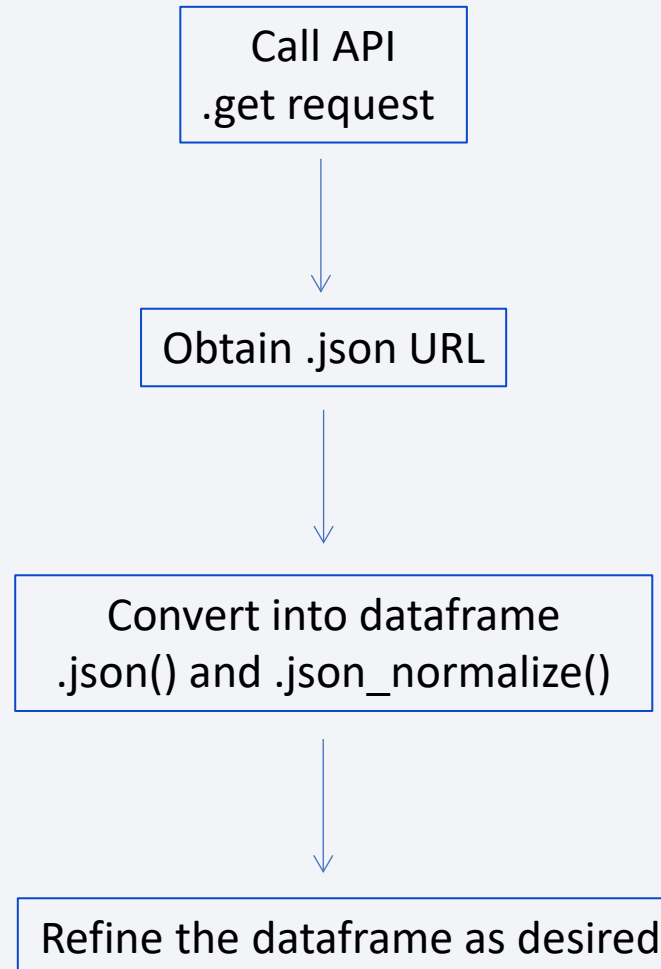 Call API
.get request
Obtain .json URL
Convert into dataframe
.json() and .json_normalize()
Refine the dataframe as desired